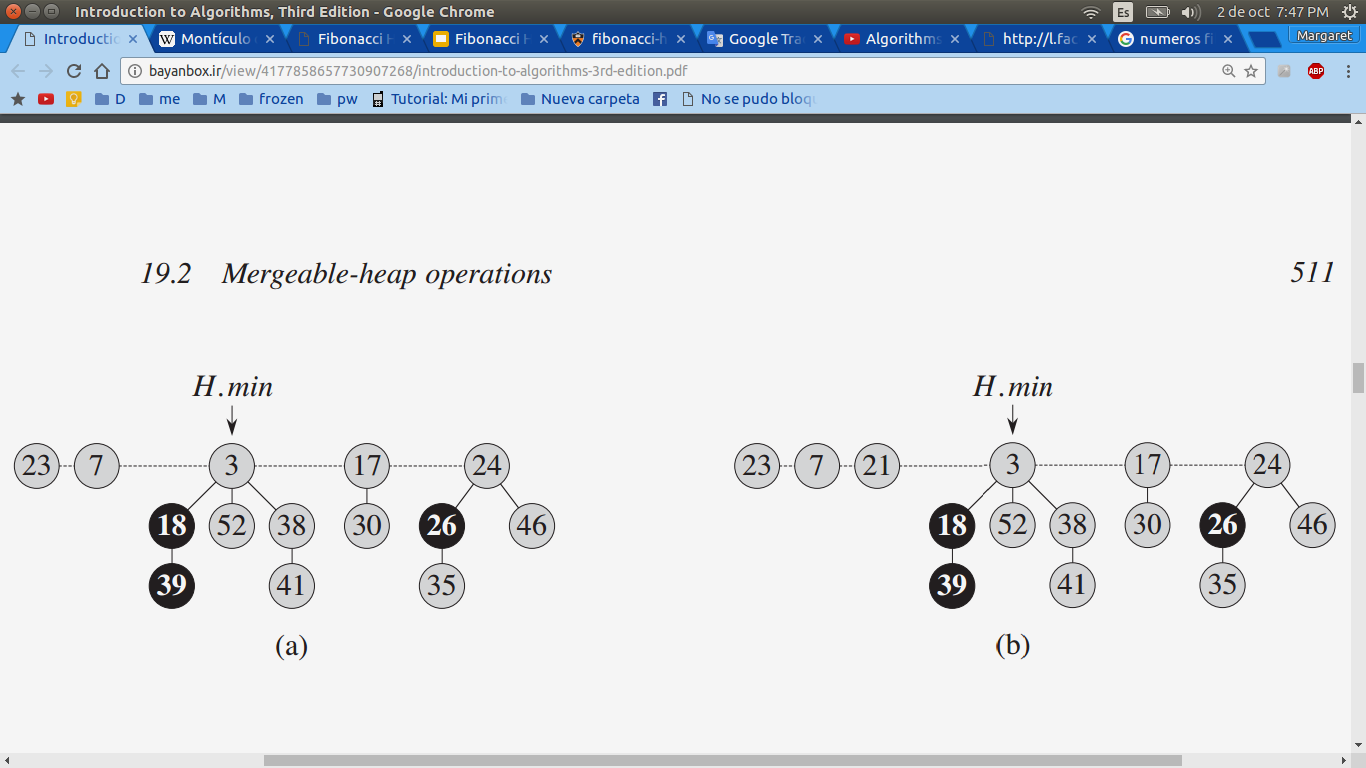 Introduction to Algorithms, Third Edition - Google Chrome
Es
2 de oct 7:47 PM
Introductio
Montículo
Fibonacci H
Fibonacci H
fibonacci-h
Google Tra
Algorithms
http://l.fac
numeros fi
Margaret
bayanbox.ir/view/4177858657730907268/introduction-to-algorithms-3rd-edition.pdf
ABP
D
me
M
frozen
pw
Tutorial: Mi prim
Nueva carpeta
No se pudo bloqu
19.2 Mergeable-heap operations 511
H.min
23 7 3 17 24
18 52 38 30 26 46
39 41 35
(a)
H.min
23 7 21 3 17 24
18 52 38 30 26 46
39 41 35
(b)